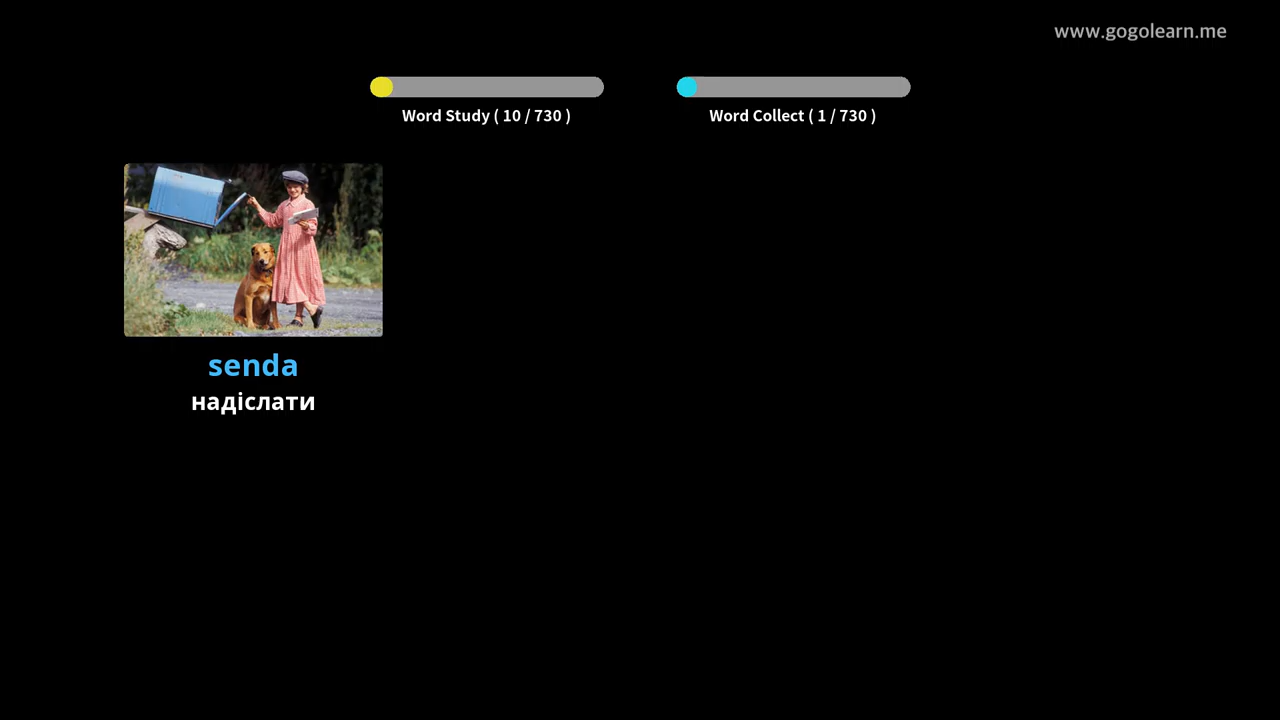 www.gogolearn.me
Word Study ( 10 / 730 )
Word Collect ( 1 / 730 )
senda
надіслати